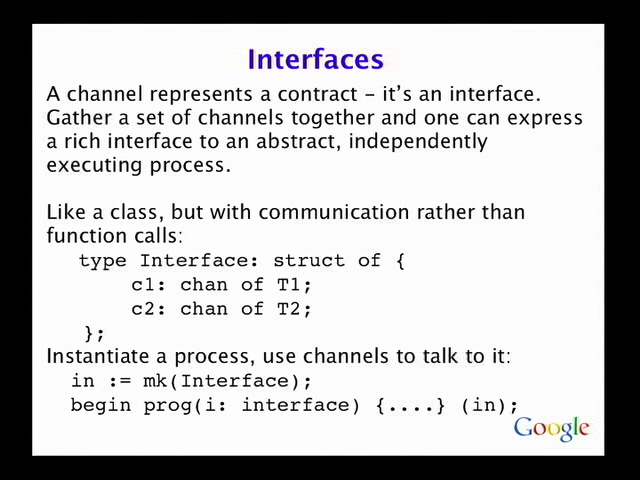 Interfaces
A channel represents a contract – it's an interface.
Gather a set of channels together and one can express
a rich interface to an abstract, independently
executing process.
Like a class, but with communication rather than
function calls:
type Interface: struct of {
c1: chan of T1;
c2: chan of T2;
};
Instantiate a process, use channels to talk to it:
in := mk(Interface);
begin prog(i: interface) {....} (in);
Google